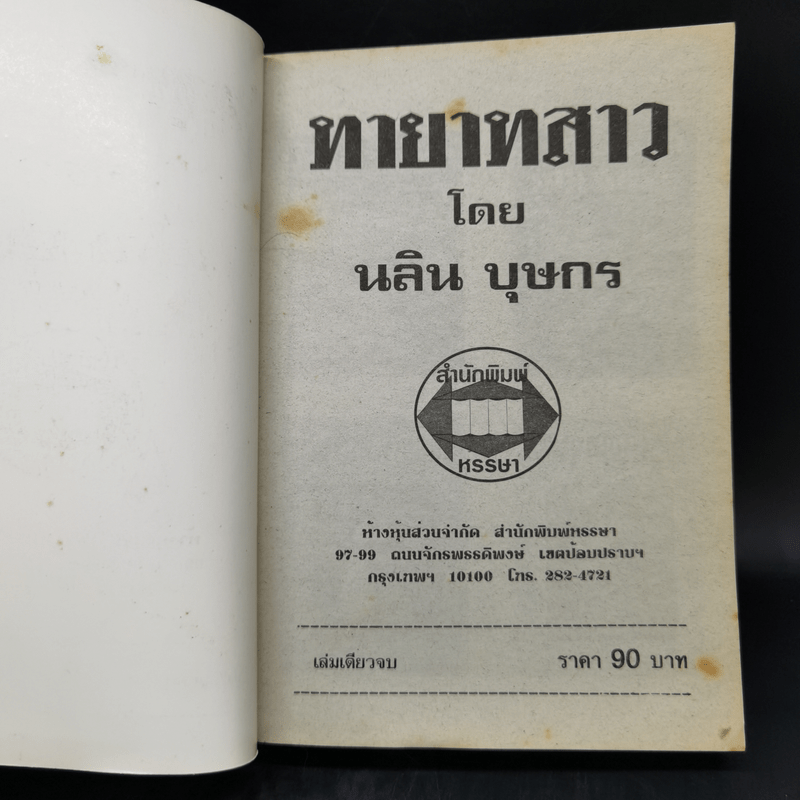 ทายาทสาว
โดย
นลิน บุษกร
สำนักพิมพ์
หรรษา
ห้างหุ้นส่วนจำกัด สำนักพิมพ์หรรษา
97-99 ถนนจักรพรรดิพงษ์ เขตป้อมปราบฯ
กรุงเทพฯ 10100 โทร. 282-4721
เล่มเดียวจบ ราคา 90 บาท